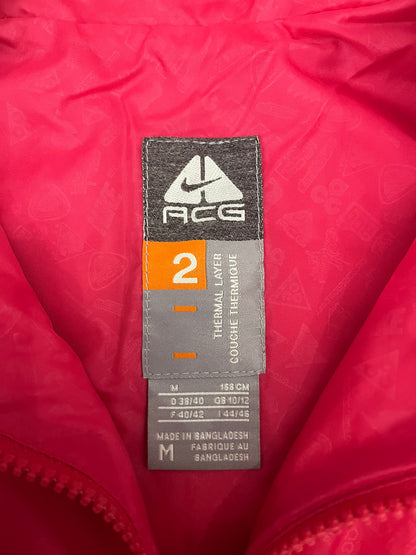 ACG
2
THERMAL LAYER
COUCHE THERMIQUE
M 168 CM
D 38/40 GB 10/12
F 40/42 I 44/46
M MADE IN BANGLADESH
FABRIQUE AU
BANGLADESH